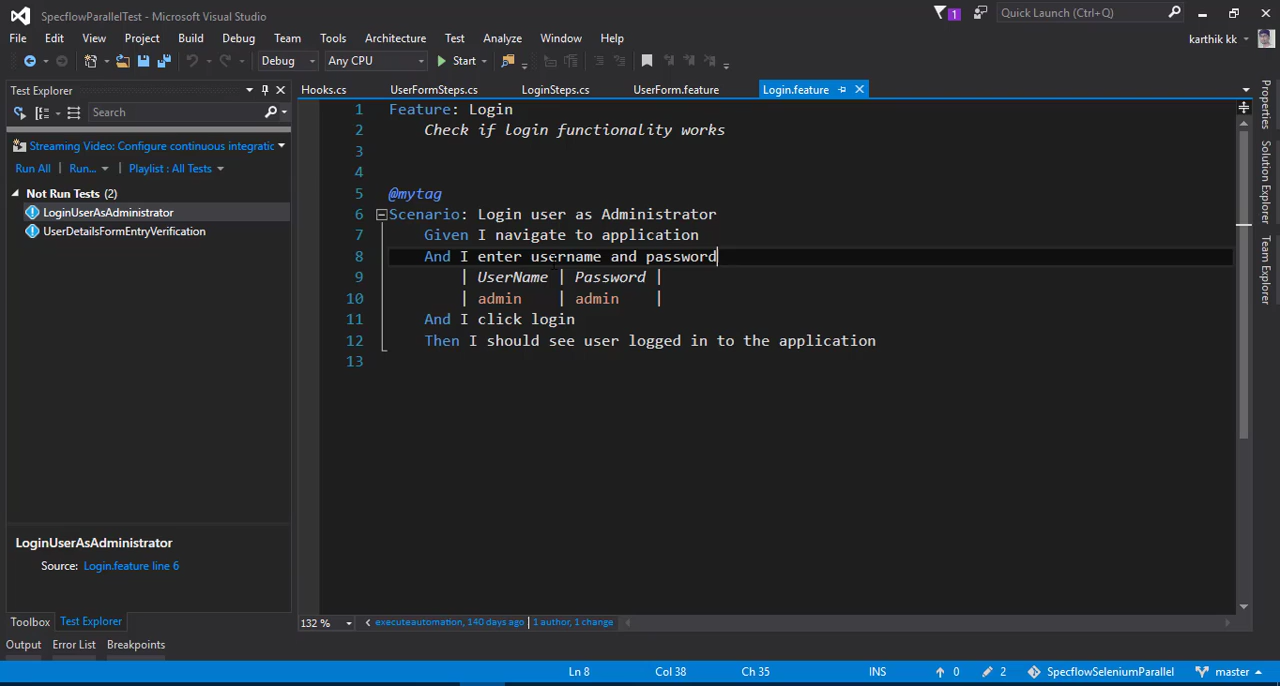 SpecflowParallelTest - Microsoft Visual Studio
1
Quick Launch (Ctrl+Q)
File Edit View Project Build Debug Team Tools Architecture Test Analyze Window Help
karthik kk
Debug Any CPU Start
Test Explorer
Hooks.cs UserFormSteps.cs LoginSteps.cs UserForm.feature Login.feature
Search
Streaming Video: Configure continuous integratic
Run All | Run... Playlist : All Tests
Not Run Tests (2)
LoginUserAsAdministrator
UserDetailsFormEntryVerification
1 Feature: Login
2 Check if login functionality works
3
4
5 @mytag
6 Scenario: Login user as Administrator
7 Given I navigate to application
8 And I enter username and password
9 | UserName | Password |
10 | admin | admin |
11 And I click login
12 Then I should see user logged in to the application
13
Properties
Solution Explorer
Team Explorer
LoginUserAsAdministrator
Source: Login.feature line 6
Toolbox Test Explorer
132 % executeautomation, 140 days ago | 1 author, 1 change
Output Error List Breakpoints
Ln 8 Col 38 Ch 35 INS 0 2 SpecflowSeleniumParallel master